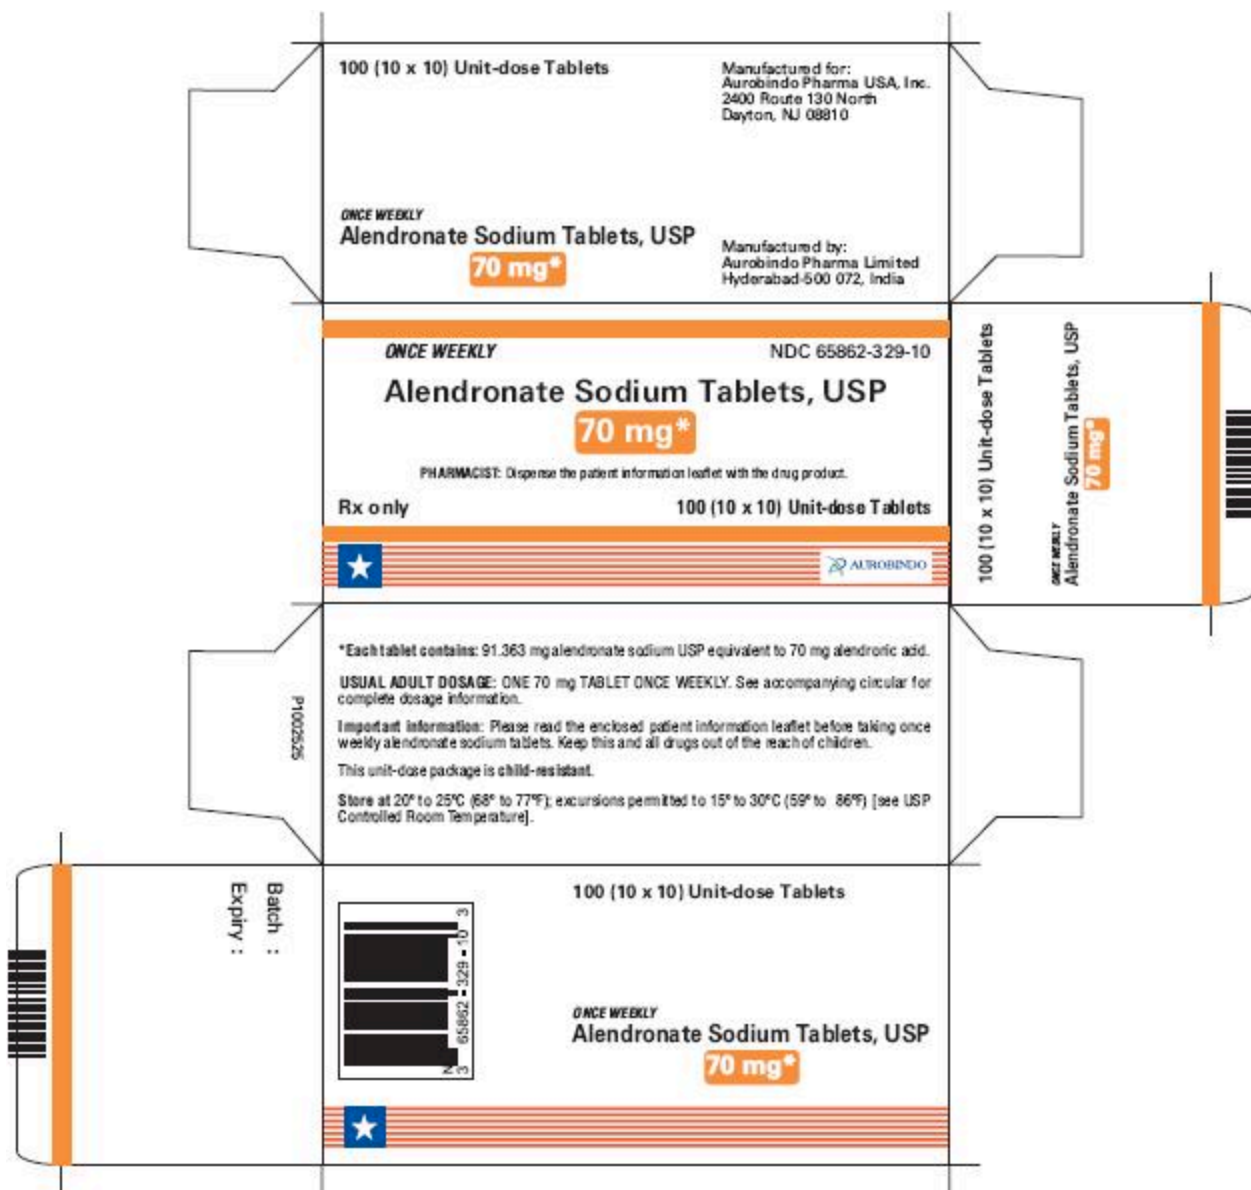 100 (10 x 10) Unit-dose Tablets
Manufactured for:
Aurobindo Pharma USA, Inc.
2400 Route 130 North
Dayton, NJ 08810
ONCE WEEKLY
Alendronate Sodium Tablets, USP
70 mg*
Manufactured by:
Aurobindo Pharma Limited
Hyderabad-500 072, India
ONCE WEEKLY
NDC 65862-329-10
Alendronate Sodium Tablets, USP
70 mg*
PHARMACIST: Dispense the patient information leaflet with the drug product.
Rx only
100 (10 x 10) Unit-dose Tablets
AUROBINDO
100 (10 x 10) Unit-dose Tablets
ONCE WEEKLY
Alendronate Sodium Tablets, USP
70 mg*
*Each tablet contains: 91.363 mg alendronate sodium USP equivalent to 70 mg alendronic acid.
USUAL ADULT DOSAGE: ONE 70 mg TABLET ONCE WEEKLY. See accompanying circular for
complete dosage information.
Important information: Please read the enclosed patient information leaflet before taking once
weekly alendronate sodium tablets. Keep this and all drugs out of the reach of children.
This unit-dose package is child-resistant.
Store at 20° to 25°C (68° to 77°F); excursions permitted to 15° to 30°C (59° to 86°F) [see USP
Controlled Room Temperature].
P1002525
Batch :
Expiry :
N
3 65862-329-10 3
100 (10 x 10) Unit-dose Tablets
ONCE WEEKLY
Alendronate Sodium Tablets, USP
70 mg*